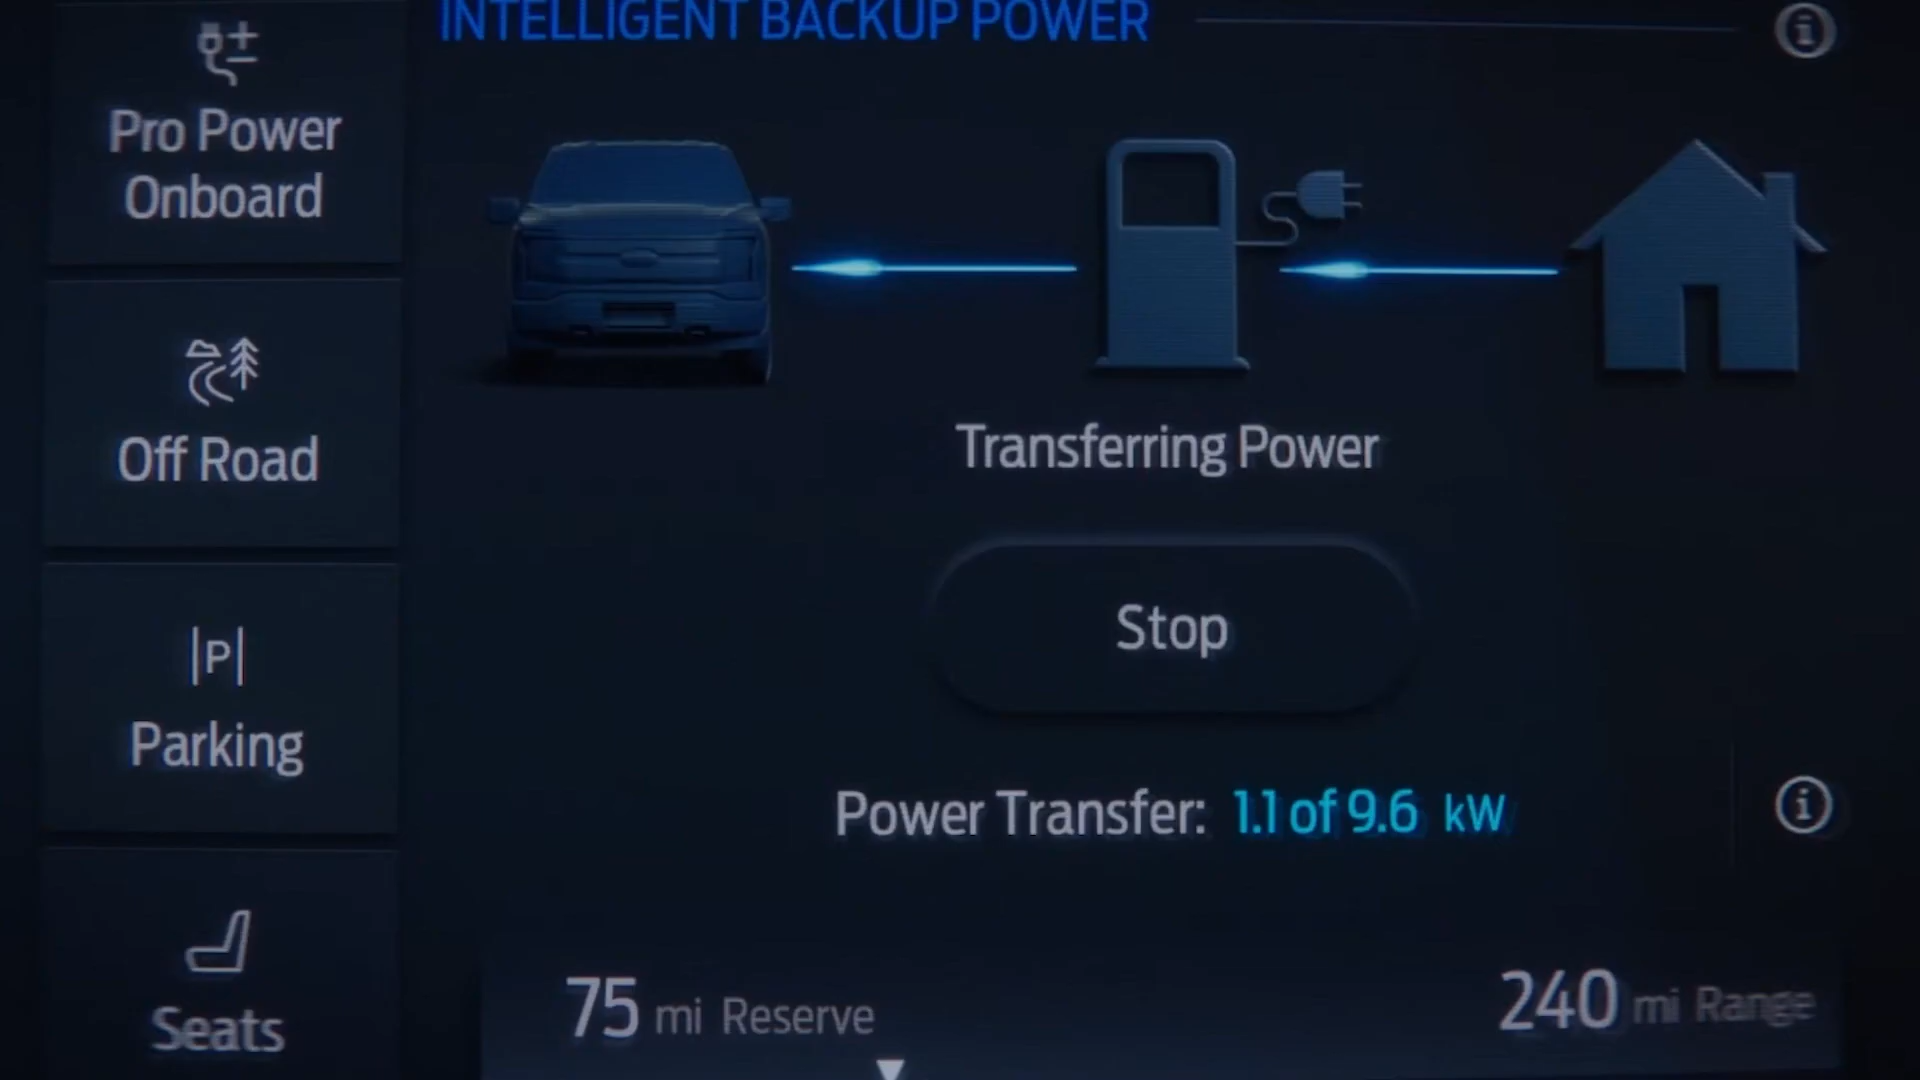 INTELLIGENT BACKUP POWER
Pro Power
Onboard
Off Road
|P|
Parking
Seats
Transferring Power
Stop
Power Transfer: 1.1 of 9.6 kW
75 mi Reserve
240 mi Range